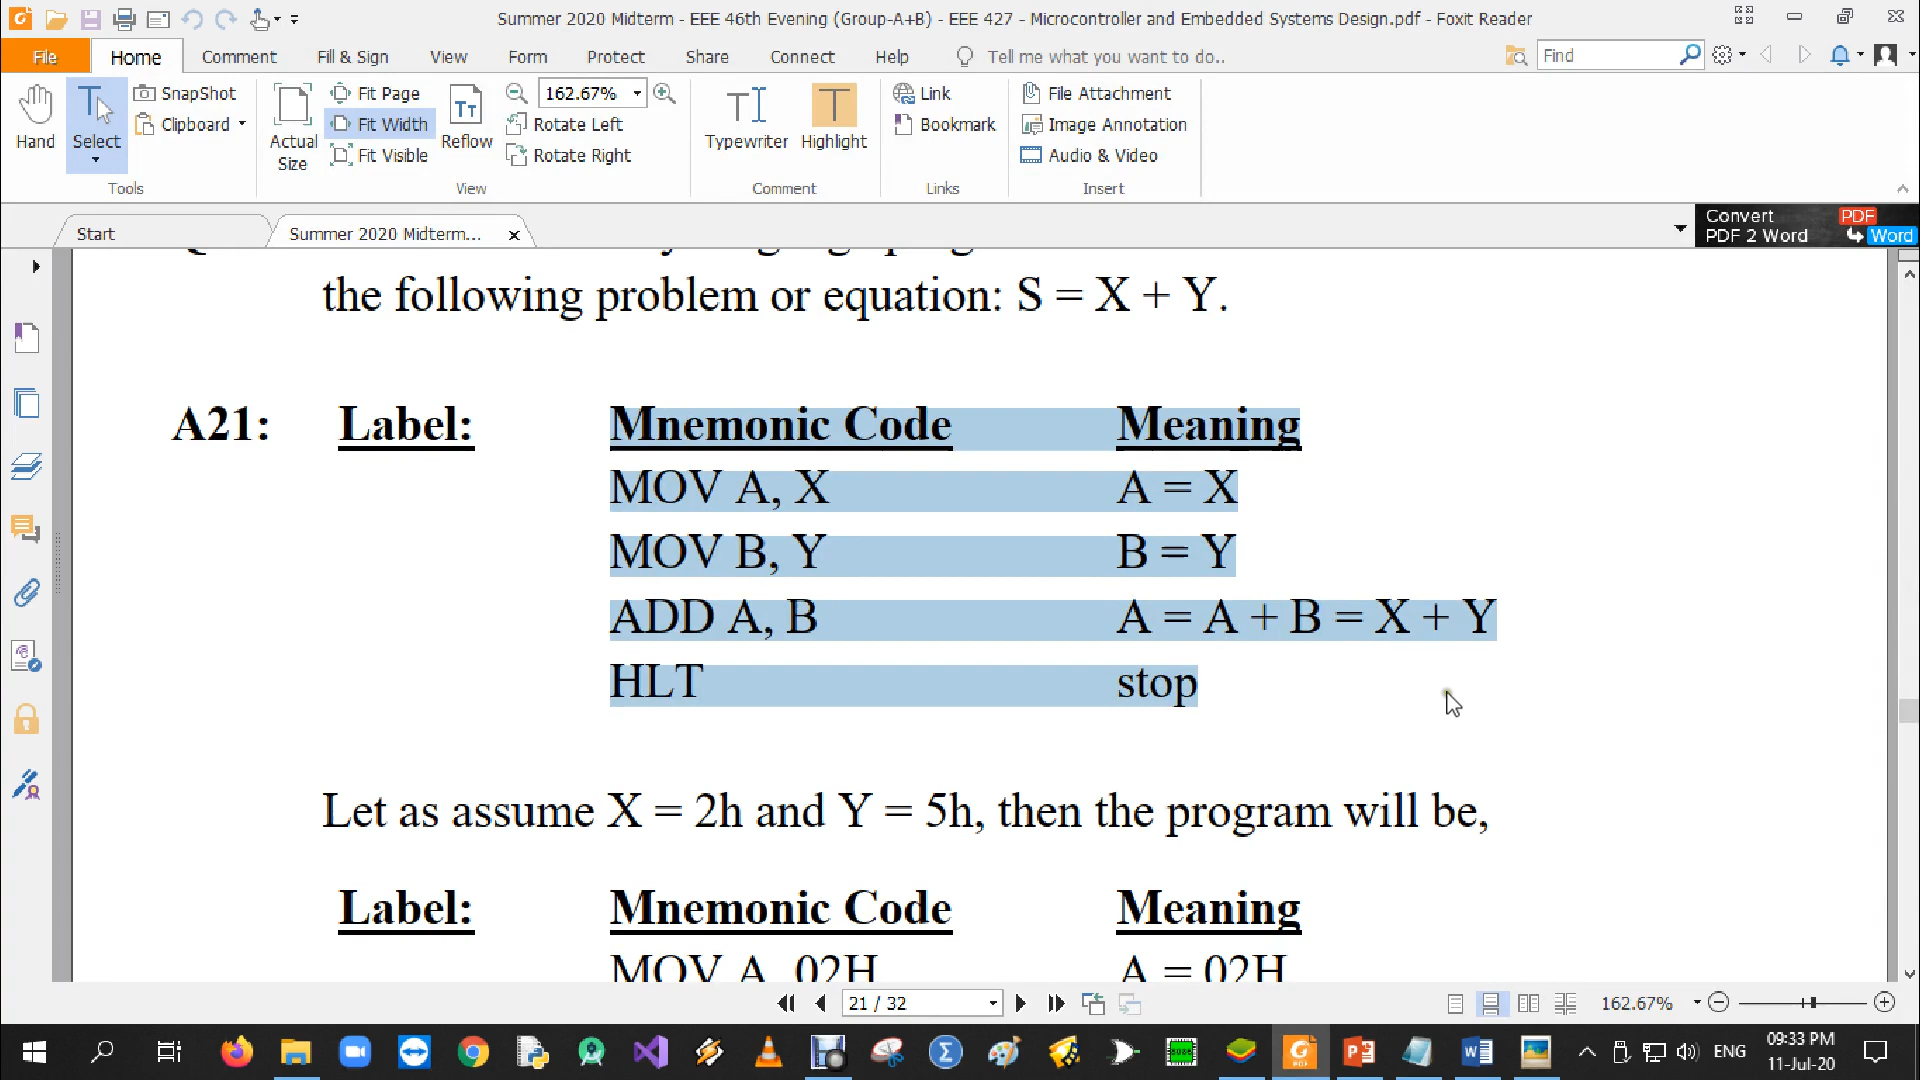 Summer 2020 Midterm - EEE 46th Evening (Group-A+B) - EEE 427 - Microcontroller and Embedded Systems Design.pdf - Foxit Reader
File Home Comment Fill & Sign View Form Protect Share Connect Help Tell me what you want to do.. Find
Hand
Select
SnapShot
Clipboard
Tools
Actual Size
Fit Page
Fit Width
Fit Visible
Reflow
162.67%
Rotate Left
Rotate Right
View
Typewriter
Highlight
Comment
Link
Bookmark
Links
File Attachment
Image Annotation
Audio & Video
Insert
Start
Summer 2020 Midterm...
Convert PDF
PDF 2 Word Word
the following problem or equation: S = X + Y.
A21: Label: Mnemonic Code Meaning
MOV A, X A = X
MOV B, Y B = Y
ADD A, B A = A + B = X + Y
HLT stop
Let as assume X = 2h and Y = 5h, then the program will be,
Label: Mnemonic Code Meaning
MOV A, 02H A = 02H
21 / 32
162.67%
ENG
09:33 PM
11-Jul-20